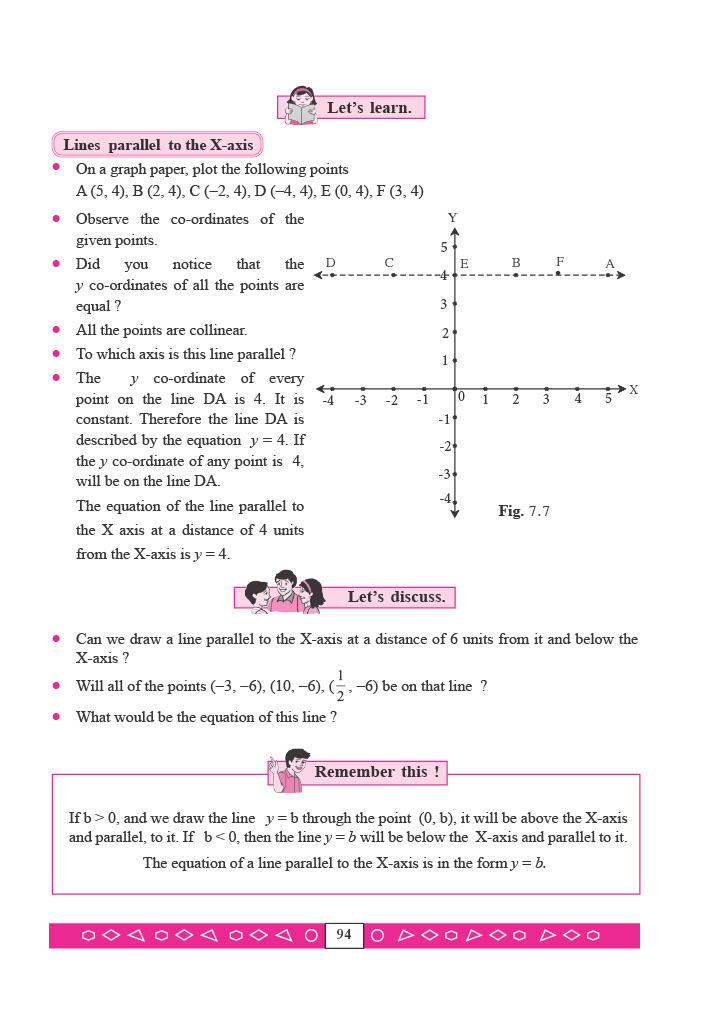 Let's learn.
Lines parallel to the X-axis
• On a graph paper, plot the following points
A (5, 4), B (2, 4), C (–2, 4), D (–4, 4), E (0, 4), F (3, 4)
• Observe the co-ordinates of the
given points.
• Did you notice that the
y co-ordinates of all the points are
equal ?
• All the points are collinear.
• To which axis is this line parallel ?
• The y co-ordinate of every
point on the line DA is 4. It is
constant. Therefore the line DA is
described by the equation y = 4. If
the y co-ordinate of any point is 4,
will be on the line DA.
The equation of the line parallel to
the X axis at a distance of 4 units
from the X-axis is y = 4.
Y
5
D C E B F A
4
3
2
1
X
-4 -3 -2 -1 0 1 2 3 4 5
-1
-2
-3
-4
Fig. 7.7
Let's discuss.
• Can we draw a line parallel to the X-axis at a distance of 6 units from it and below the
X-axis ?
• Will all of the points (–3, –6), (10, –6), (1/2, –6) be on that line ?
• What would be the equation of this line ?
Remember this !
If b > 0, and we draw the line y = b through the point (0, b), it will be above the X-axis
and parallel, to it. If b < 0, then the line y = b will be below the X-axis and parallel to it.
The equation of a line parallel to the X-axis is in the form y = b.
94